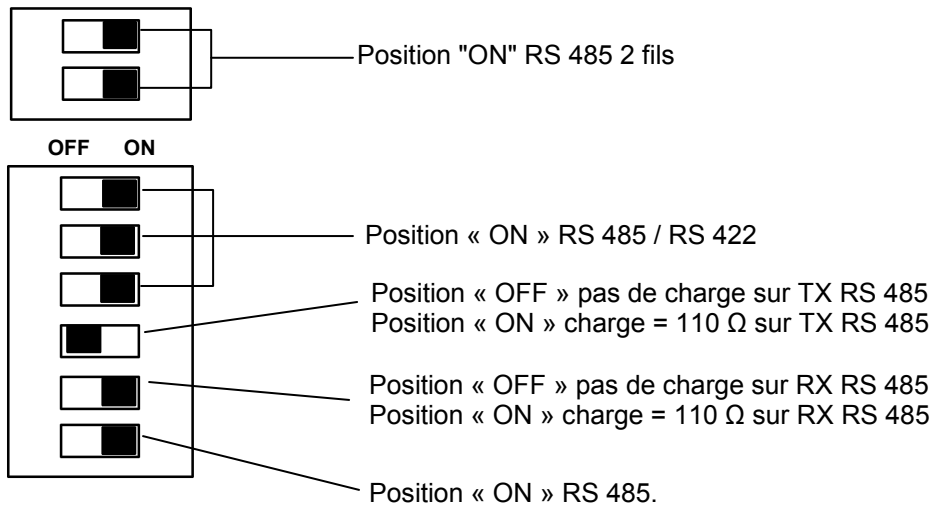 Position "ON" RS 485 2 fils
OFF ON
Position « ON » RS 485 / RS 422
Position « OFF » pas de charge sur TX RS 485
Position « ON » charge = 110 Ω sur TX RS 485
Position « OFF » pas de charge sur RX RS 485
Position « ON » charge = 110 Ω sur RX RS 485
Position « ON » RS 485.